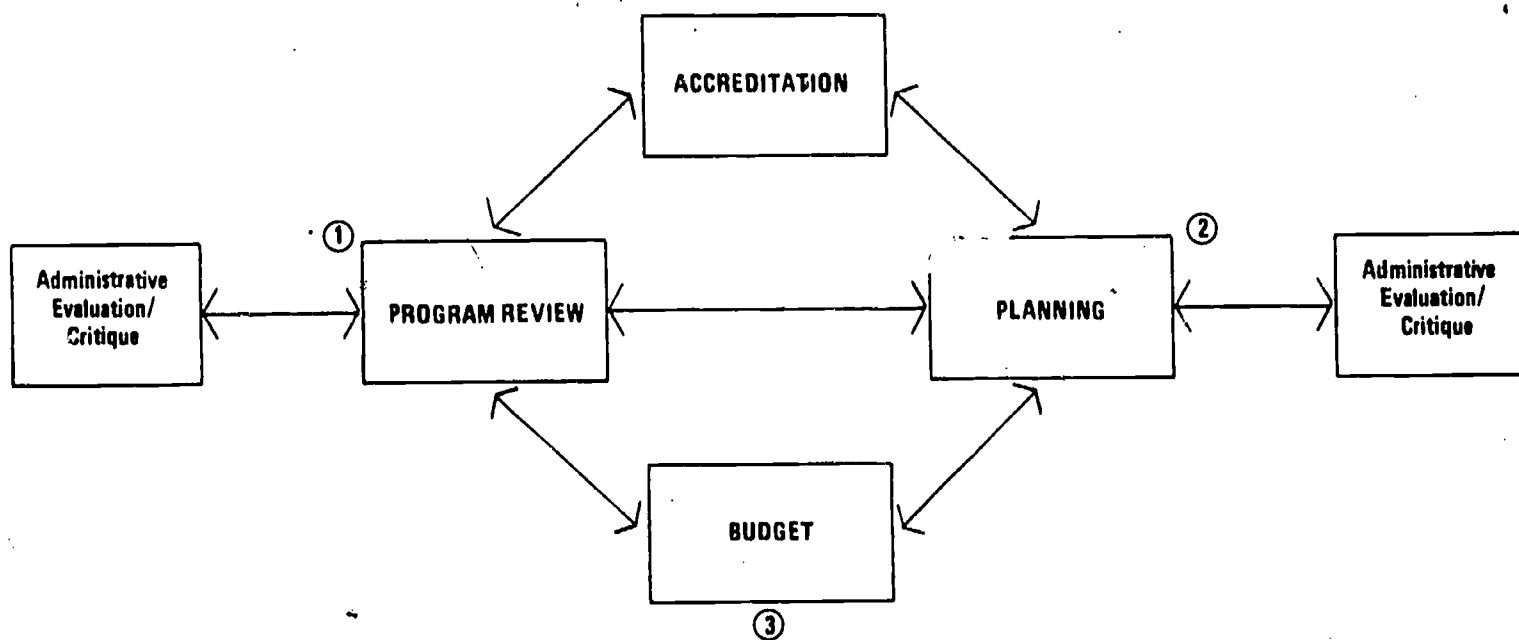 ACCREDITATION
①
②
Administrative
Evaluation/
Critique
PROGRAM REVIEW
PLANNING
Administrative
Evaluation/
Critique
BUDGET
③